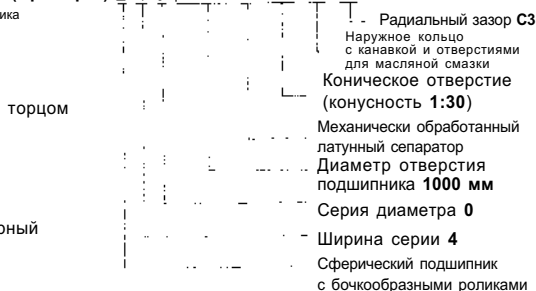 Радиальный зазор C3
Наружное кольцо
с канавкой и отверстиями
для масляной смазки
Коническое отверстие
(конусность 1:30)
торцом
Механически обработанный
латунный сепаратор
Диаметр отверстия
подшипника 1000 мм
Серия диаметра 0
Ширина серии 4
Сферический подшипник
с бочкообразными роликами